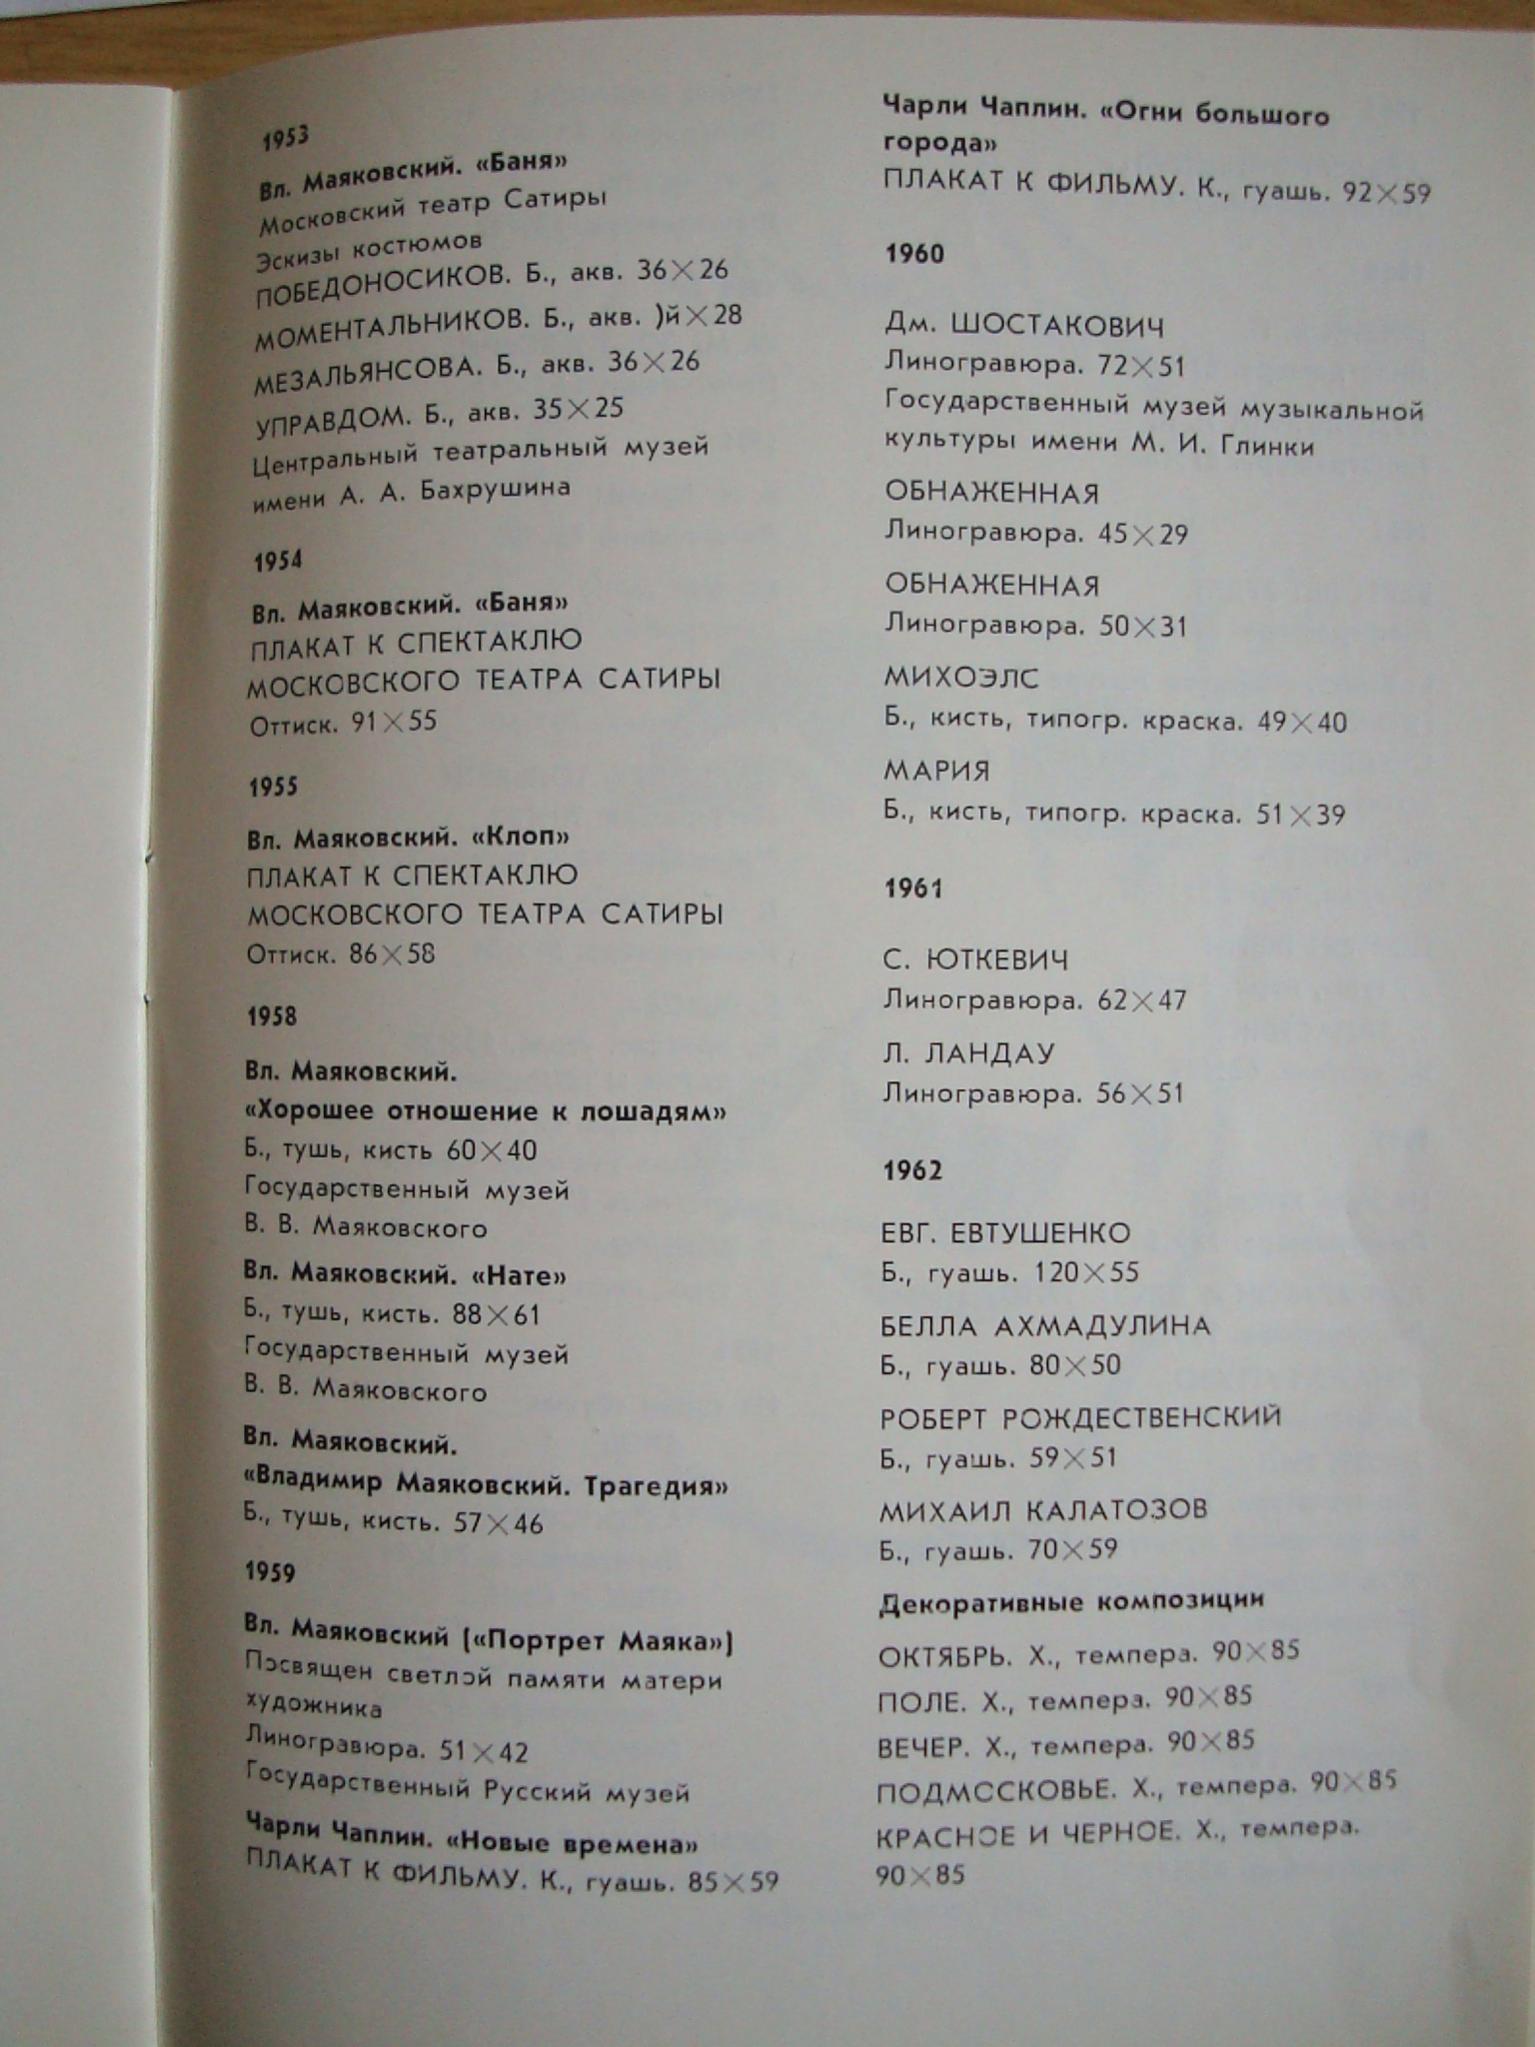 1953
Вл. Маяковский. «Баня»
Московский театр Сатиры
Эскизы костюмов
ПОБЕДОНОСИКОВ. Б., акв. 36×26
МОМЕНТАЛЬНИКОВ. Б., акв. )й×28
МЕЗАЛЬЯНСОВА. Б., акв. 36×26
УПРАВДОМ. Б., акв. 35×25
Центральный театральный музей
имени А. А. Бахрушина
1954
Вл. Маяковский. «Баня»
ПЛАКАТ К СПЕКТАКЛЮ
МОСКОВСКОГО ТЕАТРА САТИРЫ
Оттиск. 91×55
1955
Вл. Маяковский. «Клоп»
ПЛАКАТ К СПЕКТАКЛЮ
МОСКОВСКОГО ТЕАТРА САТИРЫ
Оттиск. 86×58
1958
Вл. Маяковский.
«Хорошее отношение к лошадям»
Б., тушь, кисть 60×40
Государственный музей
В. В. Маяковского
Вл. Маяковский. «Нате»
Б., тушь, кисть. 88×61
Государственный музей
В. В. Маяковского
Вл. Маяковский.
«Владимир Маяковский. Трагедия»
Б., тушь, кисть. 57×46
1959
Вл. Маяковский («Портрет Маяка»)
Посвящен светлой памяти матери
художника
Линогравюра. 51×42
Государственный Русский музей
Чарли Чаплин. «Новые времена»
ПЛАКАТ К ФИЛЬМУ. К., гуашь. 85×59
Чарли Чаплин. «Огни большого
города»
ПЛАКАТ К ФИЛЬМУ. К., гуашь. 92×59
1960
Дм. ШОСТАКОВИЧ
Линогравюра. 72×51
Государственный музей музыкальной
культуры имени М. И. Глинки
ОБНАЖЕННАЯ
Линогравюра. 45×29
ОБНАЖЕННАЯ
Линогравюра. 50×31
МИХОЭЛС
Б., кисть, типогр. краска. 49×40
МАРИЯ
Б., кисть, типогр. краска. 51×39
1961
С. ЮТКЕВИЧ
Линогравюра. 62×47
Л. ЛАНДАУ
Линогравюра. 56×51
1962
ЕВГ. ЕВТУШЕНКО
Б., гуашь. 120×55
БЕЛЛА АХМАДУЛИНА
Б., гуашь. 80×50
РОБЕРТ РОЖДЕСТВЕНСКИЙ
Б., гуашь. 59×51
МИХАИЛ КАЛАТОЗОВ
Б., гуашь. 70×59
Декоративные композиции
ОКТЯБРЬ. Х., темпера. 90×85
ПОЛЕ. Х., темпера. 90×85
ВЕЧЕР. Х., темпера. 90×85
ПОДМОСКОВЬЕ. Х., темпера. 90×85
КРАСНОЕ И ЧЕРНОЕ. Х., темпера.
90×85